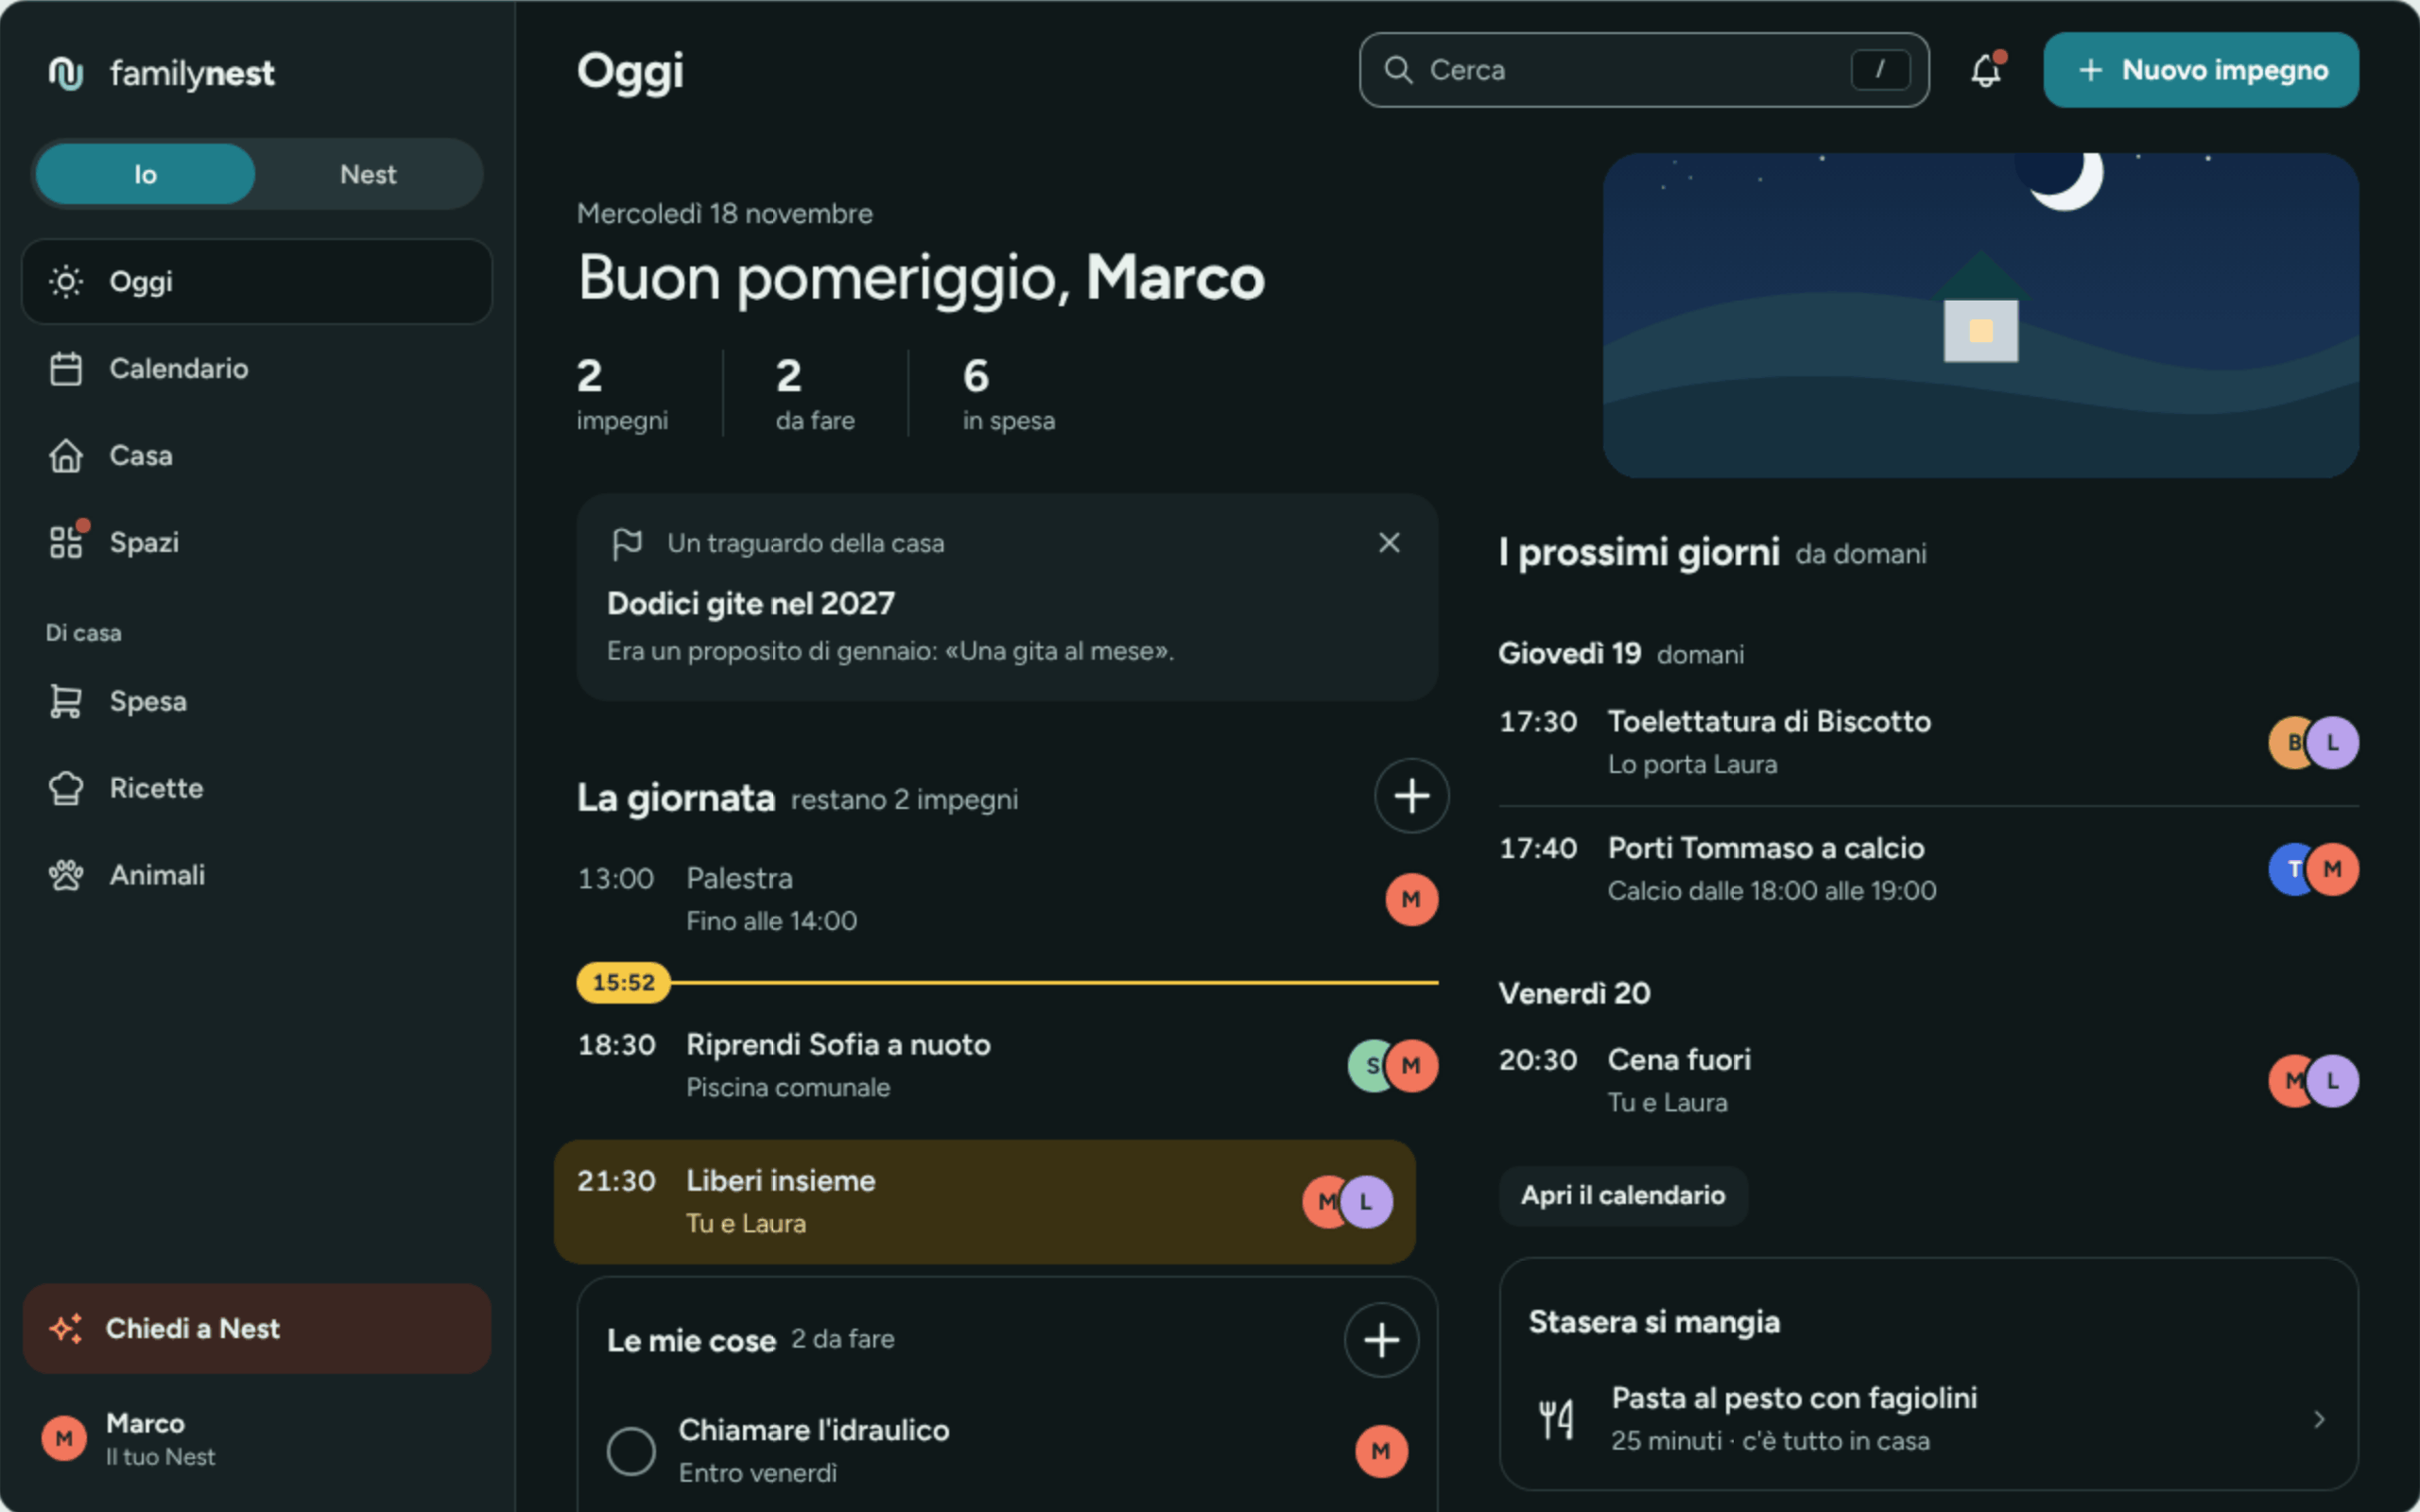 familynest
Io
Nest
Oggi
Calendario
Casa
Spazi
Di casa
Spesa
Ricette
Animali
Chiedi a Nest
M
Marco
Il tuo Nest
Oggi
Cerca
/
+ Nuovo impegno
Mercoledì 18 novembre
Buon pomeriggio, Marco
2
impegni
2
da fare
6
in spesa
Un traguardo della casa
Dodici gite nel 2027
Era un proposito di gennaio: «Una gita al mese».
La giornata restano 2 impegni
13:00 Palestra
Fino alle 14:00
M
15:52
18:30 Riprendi Sofia a nuoto
Piscina comunale
S M
21:30 Liberi insieme
Tu e Laura
M L
Le mie cose 2 da fare
Chiamare l'idraulico
Entro venerdì
M
I prossimi giorni da domani
Giovedì 19 domani
17:30 Toelettatura di Biscotto
Lo porta Laura
B L
17:40 Porti Tommaso a calcio
Calcio dalle 18:00 alle 19:00
T M
Venerdì 20
20:30 Cena fuori
Tu e Laura
M L
Apri il calendario
Stasera si mangia
Pasta al pesto con fagiolini
25 minuti · c'è tutto in casa